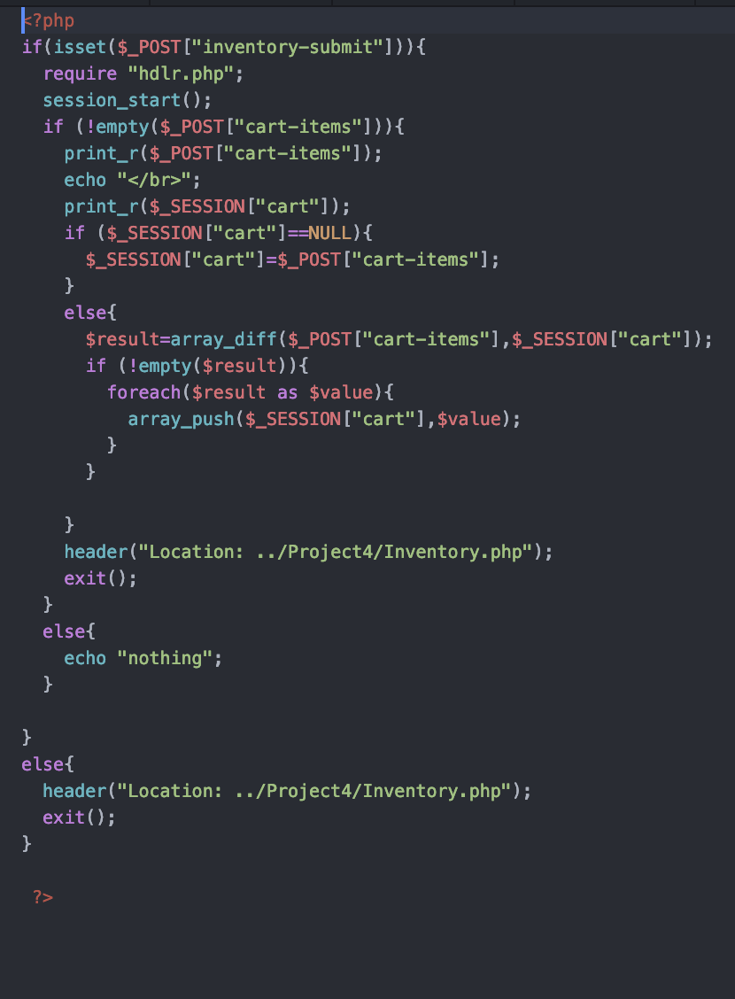 <?php
if(isset($_POST["inventory-submit"])){
  require "hdlr.php";
  session_start();
  if (!empty($_POST["cart-items"])){
    print_r($_POST["cart-items"]);
    echo "</br>";
    print_r($_SESSION["cart"]);
    if ($_SESSION["cart"]==NULL){
      $_SESSION["cart"]=$_POST["cart-items"];
    }
    else{
      $result=array_diff($_POST["cart-items"],$_SESSION["cart"]);
      if (!empty($result)){
        foreach($result as $value){
          array_push($_SESSION["cart"],$value);
        }
      }

    }
    header("Location: ../Project4/Inventory.php");
    exit();
  }
  else{
    echo "nothing";
  }

}
else{
  header("Location: ../Project4/Inventory.php");
  exit();
}

 ?>